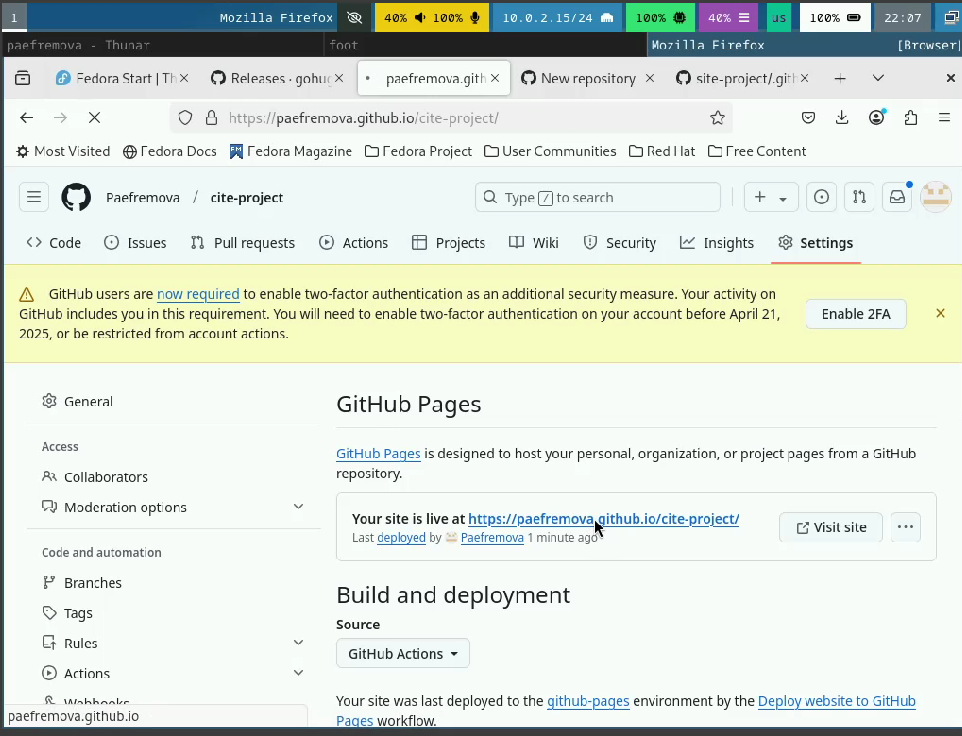 1 Mozilla Firefox 40% 100% 10.0.2.15/24 100% 40% us 100% 22:07
paefremova - Thunar foot Mozilla Firefox [Browser]
Fedora Start | Th Releases · gohug paefremova.gith New repository site-project/.gith
https://paefremova.github.io/cite-project/
Most Visited Fedora Docs Fedora Magazine Fedora Project User Communities Red Hat Free Content
Paefremova / cite-project Type / to search
Code Issues Pull requests Actions Projects Wiki Security Insights Settings
GitHub users are now required to enable two-factor authentication as an additional security measure. Your activity on
GitHub includes you in this requirement. You will need to enable two-factor authentication on your account before April 21,
2025, or be restricted from account actions.
Enable 2FA
General
Access
Collaborators
Moderation options
Code and automation
Branches
Tags
Rules
Actions
Webhooks
paefremova.github.io
GitHub Pages
GitHub Pages is designed to host your personal, organization, or project pages from a GitHub
repository.
Your site is live at https://paefremova.github.io/cite-project/
Last deployed by Paefremova 1 minute ago
Visit site
Build and deployment
Source
GitHub Actions
Your site was last deployed to the github-pages environment by the Deploy website to GitHub
Pages workflow.